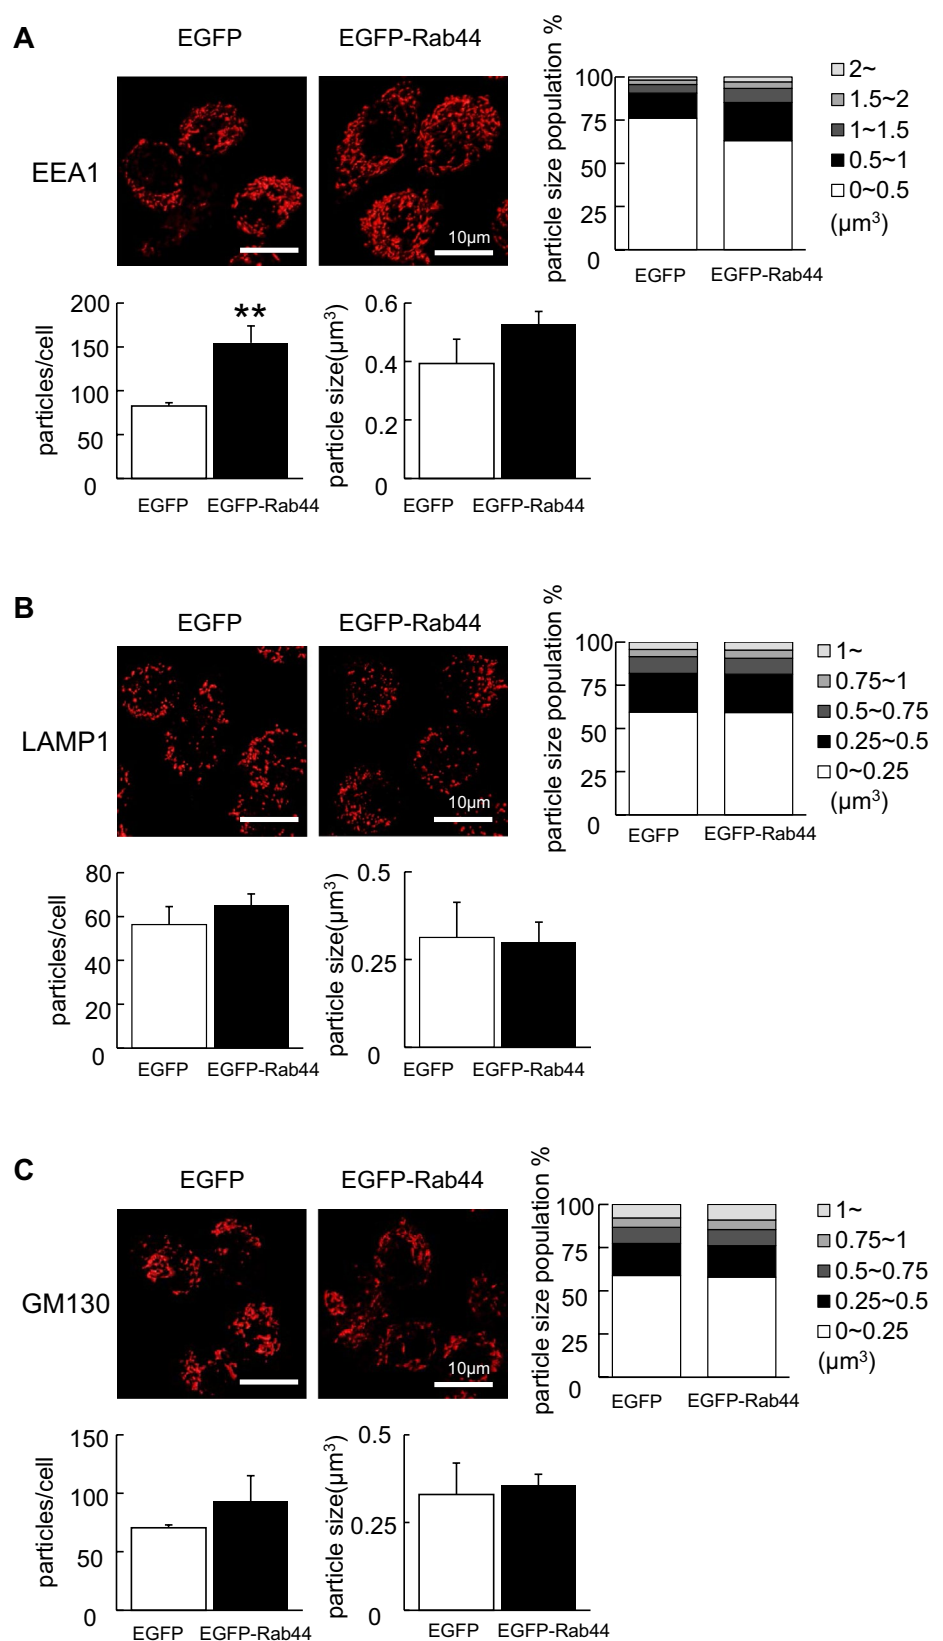 A
EGFP
EGFP-Rab44
EEA1
10μm
particle size population %
100
75
50
25
0
EGFP
EGFP-Rab44
2~
1.5~2
1~1.5
0.5~1
0~0.5
(μm³)
particles/cell
200
150
100
50
0
**
EGFP
EGFP-Rab44
particle size(μm³)
0.6
0.4
0.2
0
EGFP
EGFP-Rab44
B
EGFP
EGFP-Rab44
LAMP1
10μm
particle size population %
100
75
50
25
0
EGFP
EGFP-Rab44
1~
0.75~1
0.5~0.75
0.25~0.5
0~0.25
(μm³)
particles/cell
80
60
40
20
0
EGFP
EGFP-Rab44
particle size(μm³)
0.5
0.25
0
EGFP
EGFP-Rab44
C
EGFP
EGFP-Rab44
GM130
10μm
particle size population %
100
75
50
25
0
EGFP
EGFP-Rab44
1~
0.75~1
0.5~0.75
0.25~0.5
0~0.25
(μm³)
particles/cell
150
100
50
0
EGFP
EGFP-Rab44
particle size(μm³)
0.5
0.25
0
EGFP
EGFP-Rab44